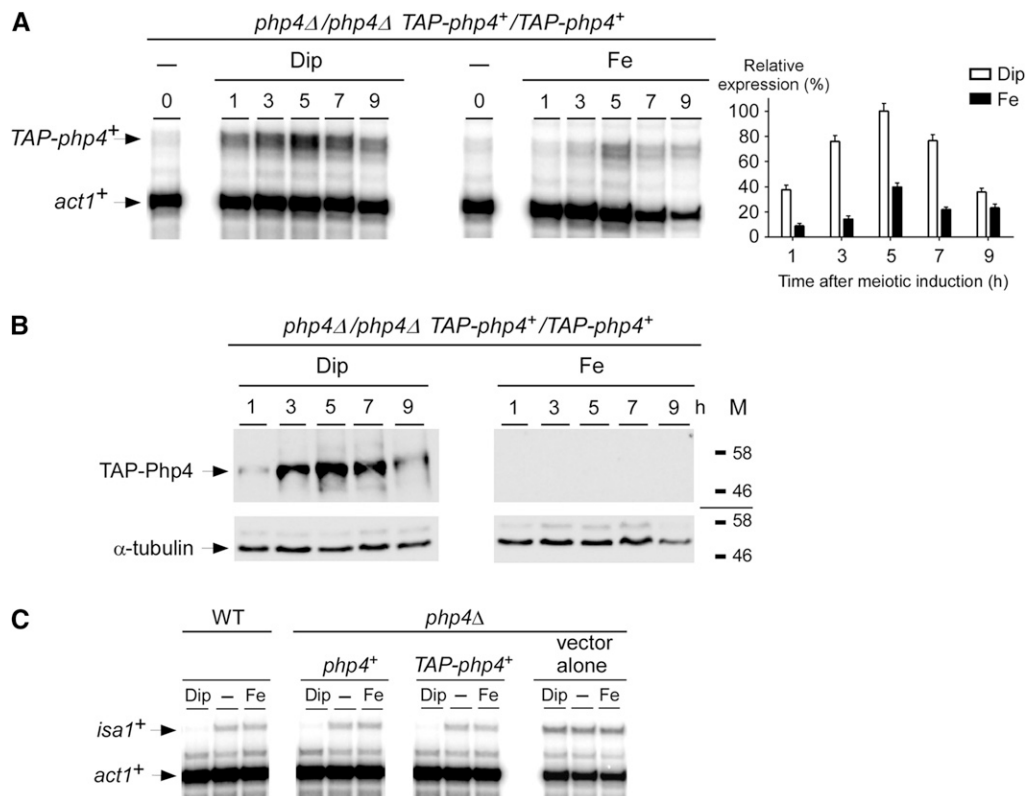 A
php4Δ/php4Δ TAP-php4⁺/TAP-php4⁺
— Dip — Fe
0 1 3 5 7 9 0 1 3 5 7 9
TAP-php4⁺
act1⁺
Relative
expression (%)
Dip
Fe
100
80
60
40
20
0
1 3 5 7 9
Time after meiotic induction (h)
B
php4Δ/php4Δ TAP-php4⁺/TAP-php4⁺
Dip Fe
1 3 5 7 9 1 3 5 7 9 h M
TAP-Php4
58
46
α-tubulin
58
46
C
WT php4Δ
php4⁺ TAP-php4⁺ vector
alone
Dip – Fe Dip – Fe Dip – Fe Dip – Fe
isa1⁺
act1⁺